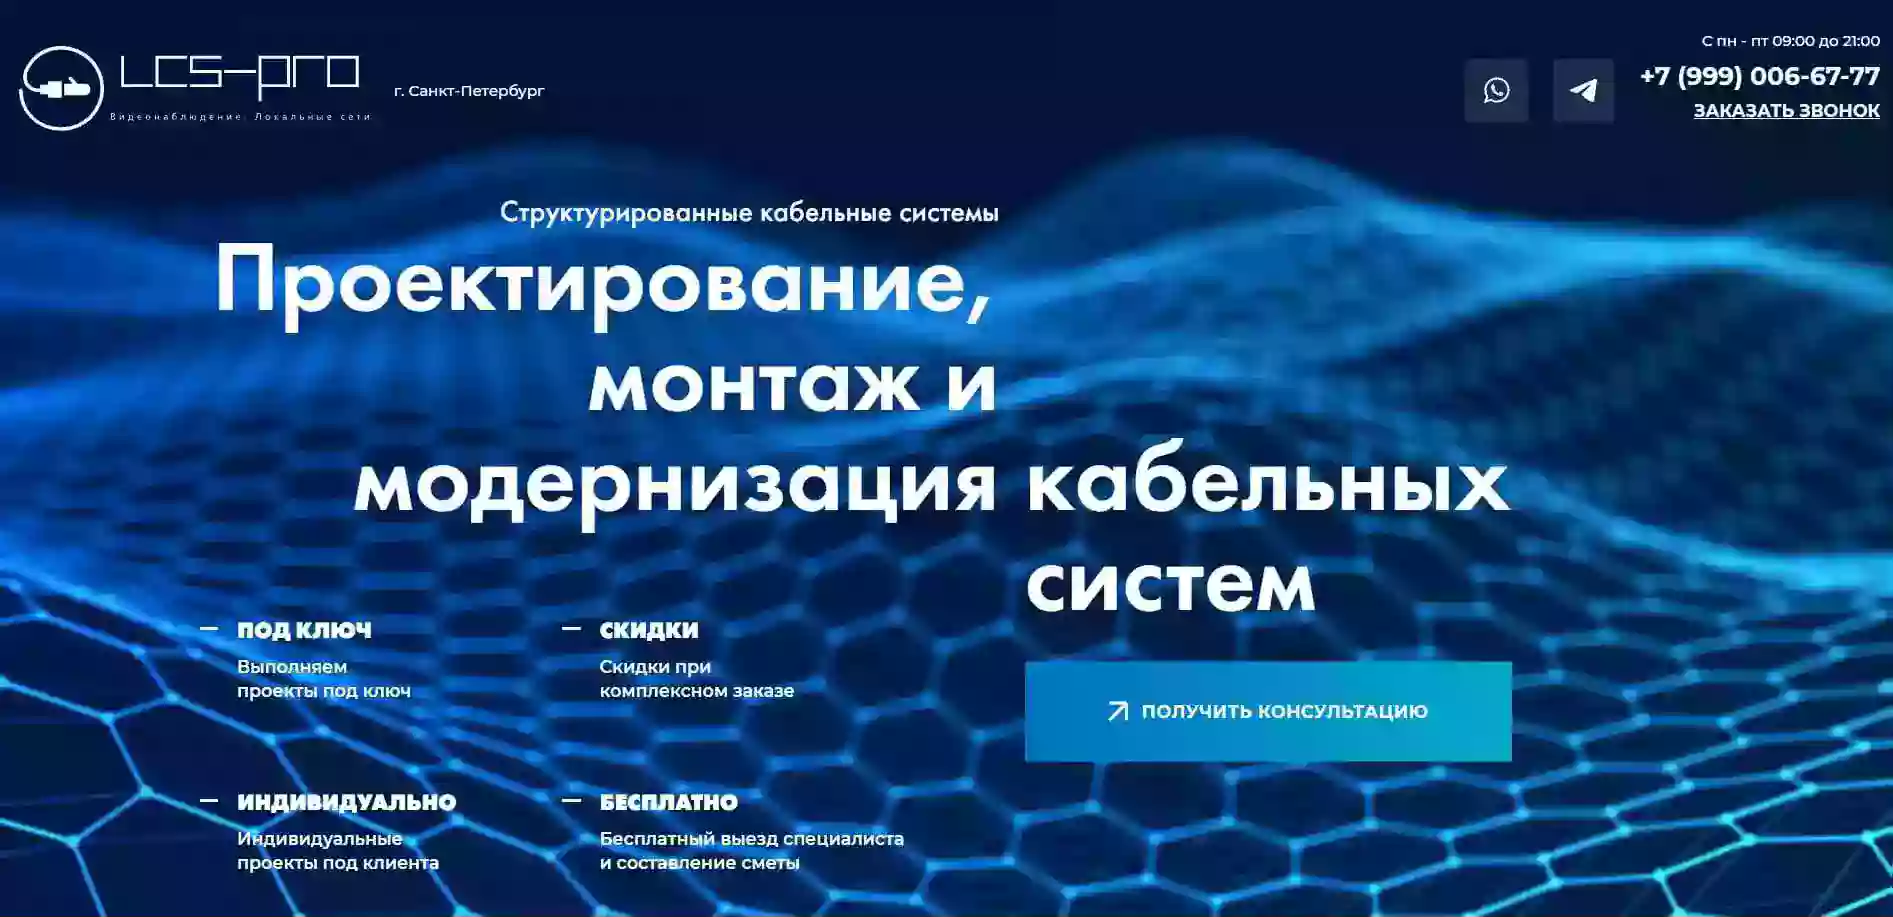 LCS-pro
Видеонаблюдение. Локальные сети
г. Санкт-Петербург
С пн - пт 09:00 до 21:00
+7 (999) 006-67-77
ЗАКАЗАТЬ ЗВОНОК
Структурированные кабельные системы
Проектирование,
монтаж и
модернизация кабельных
систем
ПОД КЛЮЧ
Выполняем
проекты под ключ
СКИДКИ
Скидки при
комплексном заказе
ПОЛУЧИТЬ КОНСУЛЬТАЦИЮ
ИНДИВИДУАЛЬНО
Индивидуальные
проекты под клиента
БЕСПЛАТНО
Бесплатный выезд специалиста
и составление сметы